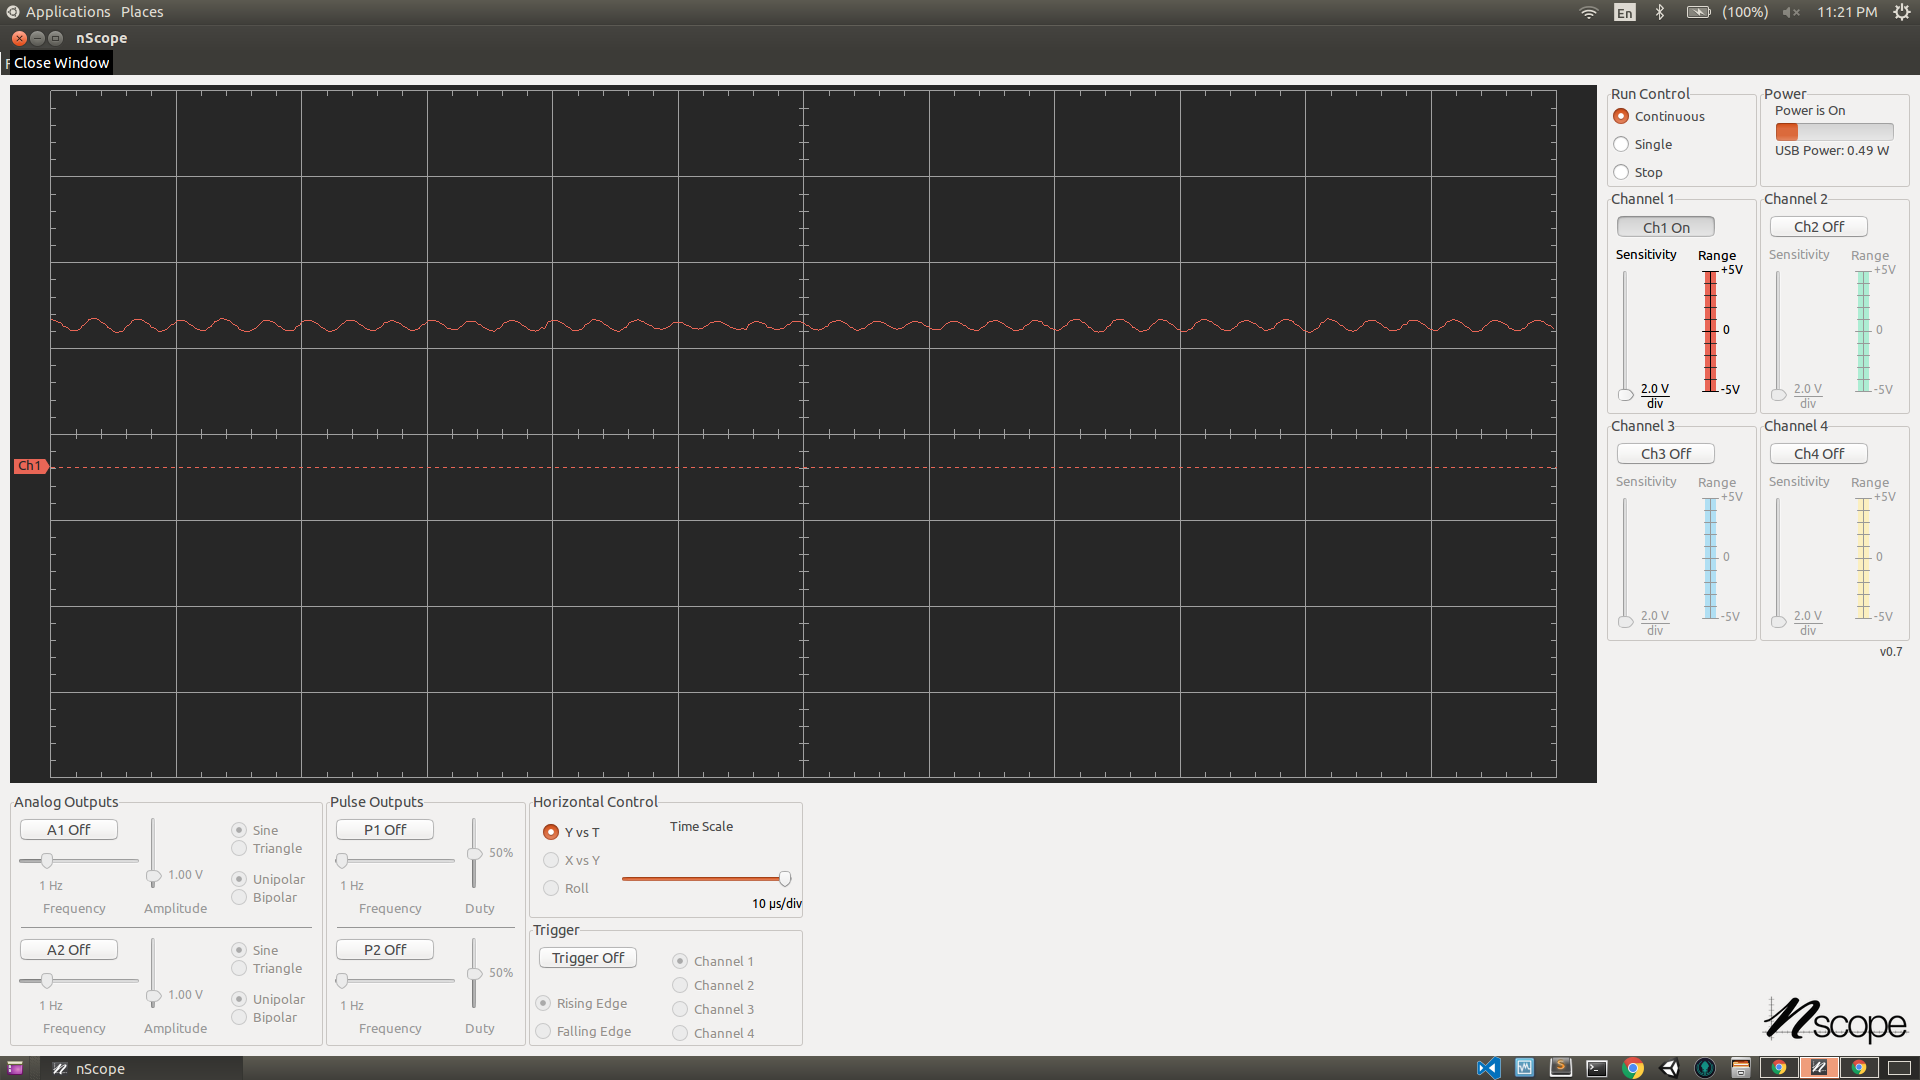 Applications Places
En
(100%)
11:21 PM
nScope
Close Window
Ch1
Run Control
Continuous
Single
Stop
Power
Power is On
USB Power: 0.49 W
Channel 1
Ch1 On
Sensitivity
Range
+5V
0
-5V
2.0 V
div
Channel 2
Ch2 Off
Sensitivity
Range
+5V
0
-5V
2.0 V
div
Channel 3
Ch3 Off
Sensitivity
Range
+5V
0
-5V
2.0 V
div
Channel 4
Ch4 Off
Sensitivity
Range
+5V
0
-5V
2.0 V
div
v0.7
Analog Outputs
A1 Off
1 Hz
Frequency
1.00 V
Amplitude
Sine
Triangle
Unipolar
Bipolar
A2 Off
1 Hz
Frequency
1.00 V
Amplitude
Sine
Triangle
Unipolar
Bipolar
Pulse Outputs
P1 Off
1 Hz
Frequency
50%
Duty
P2 Off
1 Hz
Frequency
50%
Duty
Horizontal Control
Y vs T
X vs Y
Roll
Time Scale
10 µs/div
Trigger
Trigger Off
Rising Edge
Falling Edge
Channel 1
Channel 2
Channel 3
Channel 4
nscope
nScope